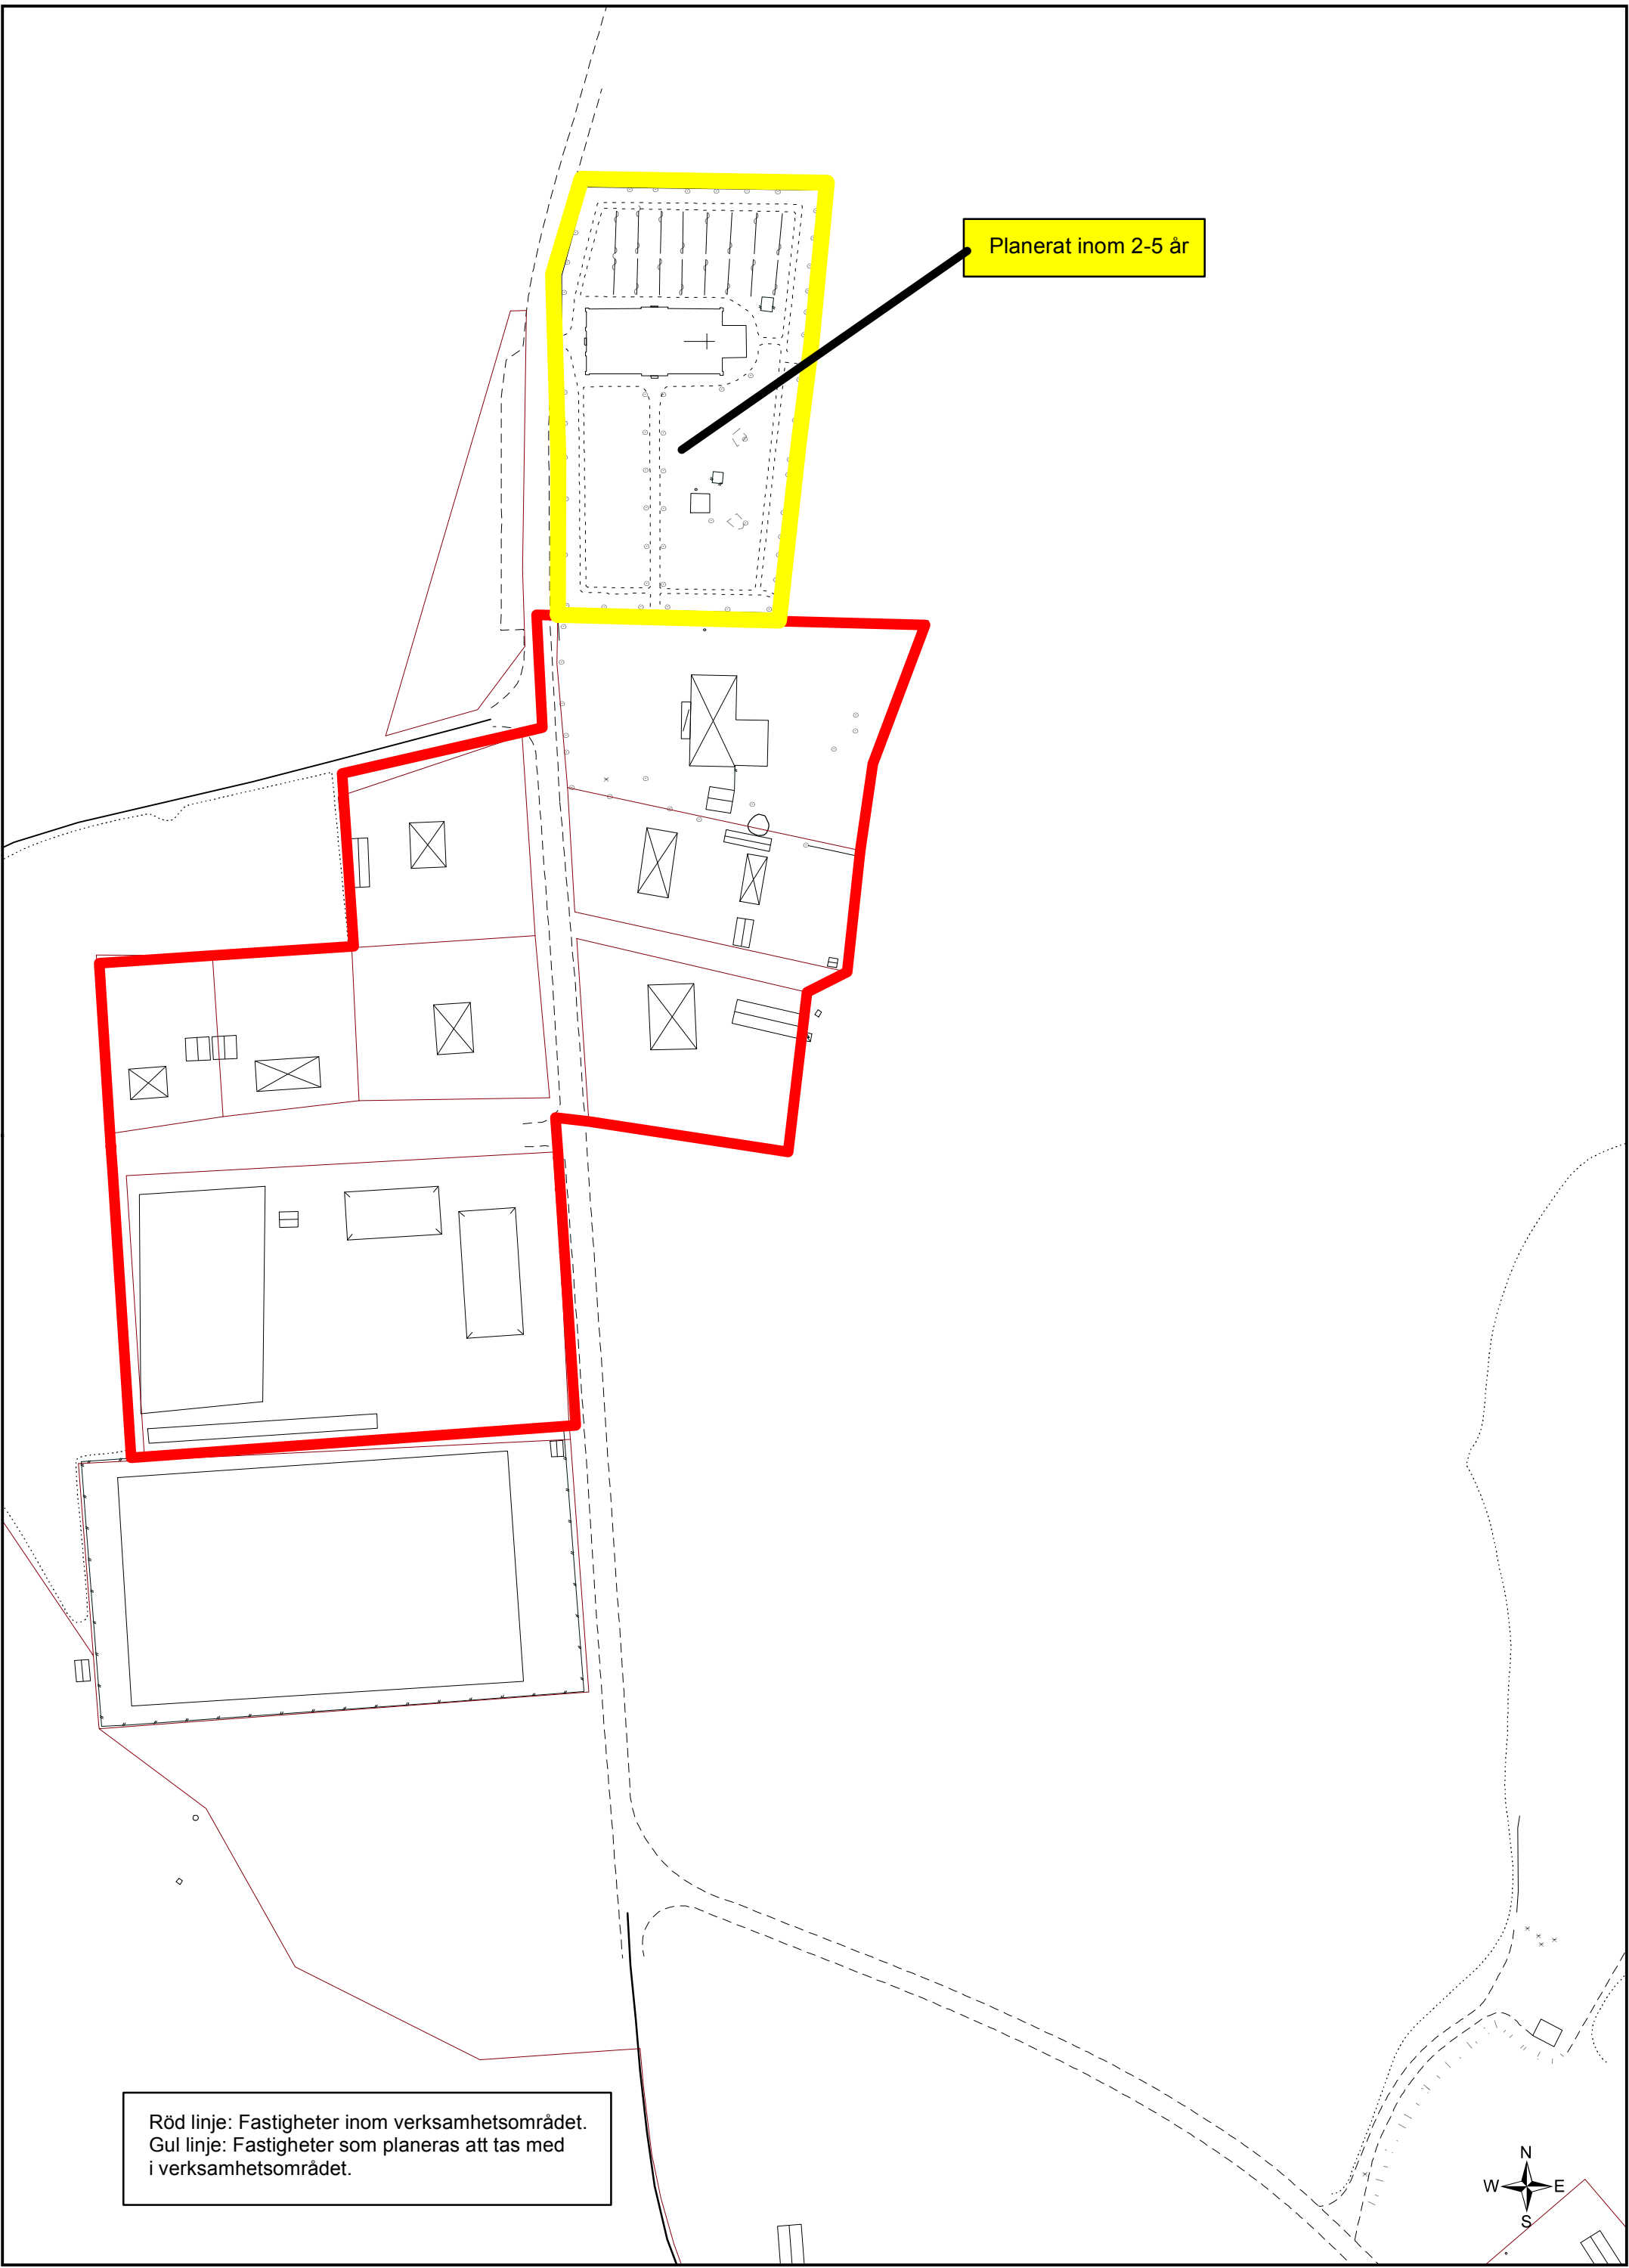 Planerat inom 2-5 år
Röd linje: Fastigheter inom verksamhetsområdet.
Gul linje: Fastigheter som planeras att tas med
i verksamhetsområdet.
N
W E
S